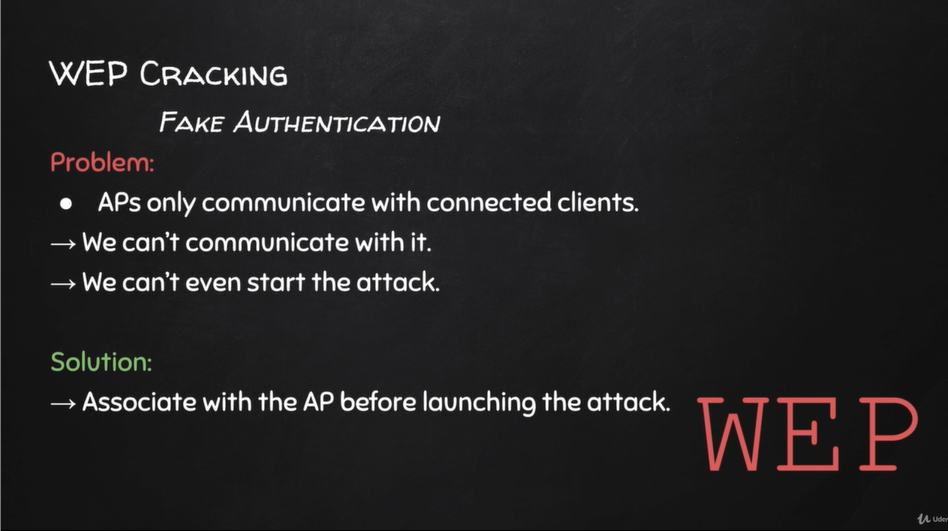 WEP Cracking
Fake Authentication
Problem:
● APs only communicate with connected clients.
→ We can't communicate with it.
→ We can't even start the attack.
Solution:
→ Associate with the AP before launching the attack.
WEP